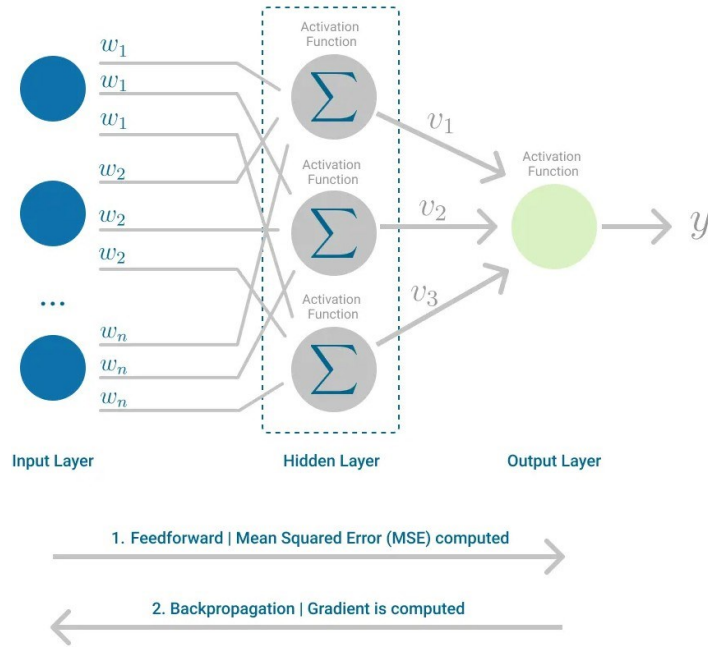 Activation
Function
w₁
w₁
w₁
Σ
v₁
Activation
Function
w₂
Activation
Function
w₂
Σ
v₂
y
w₂
v₃
...
Activation
Function
wₙ
wₙ
Σ
wₙ
Input Layer
Hidden Layer
Output Layer
1. Feedforward | Mean Squared Error (MSE) computed
2. Backpropagation | Gradient is computed